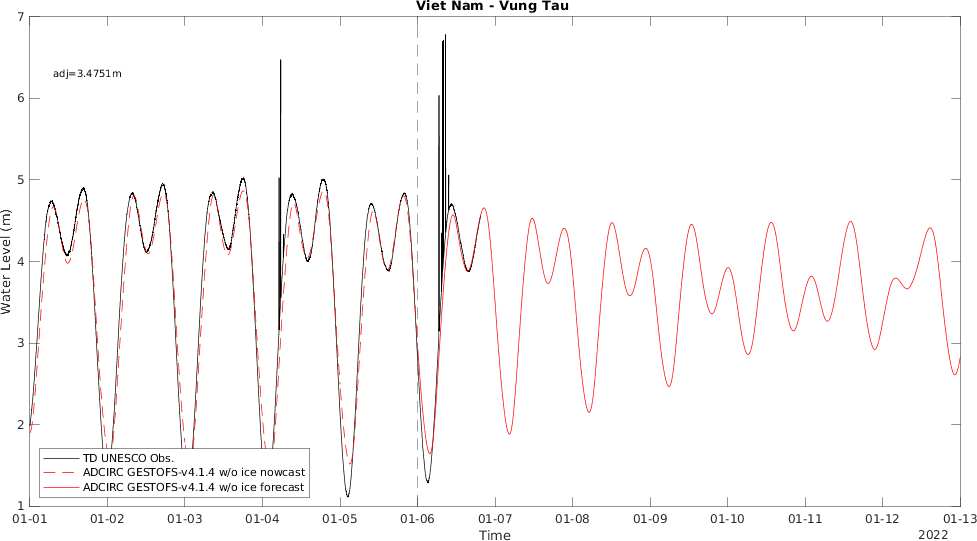 Viet Nam - Vung Tau
7
adj=3.4751m
6
5
4
3
2
1
Water Level (m)
TD UNESCO Obs.
ADCIRC GESTOFS-v4.1.4 w/o ice nowcast
ADCIRC GESTOFS-v4.1.4 w/o ice forecast
01-01 01-02 01-03 01-04 01-05 01-06 01-07 01-08 01-09 01-10 01-11 01-12 01-13
Time
2022